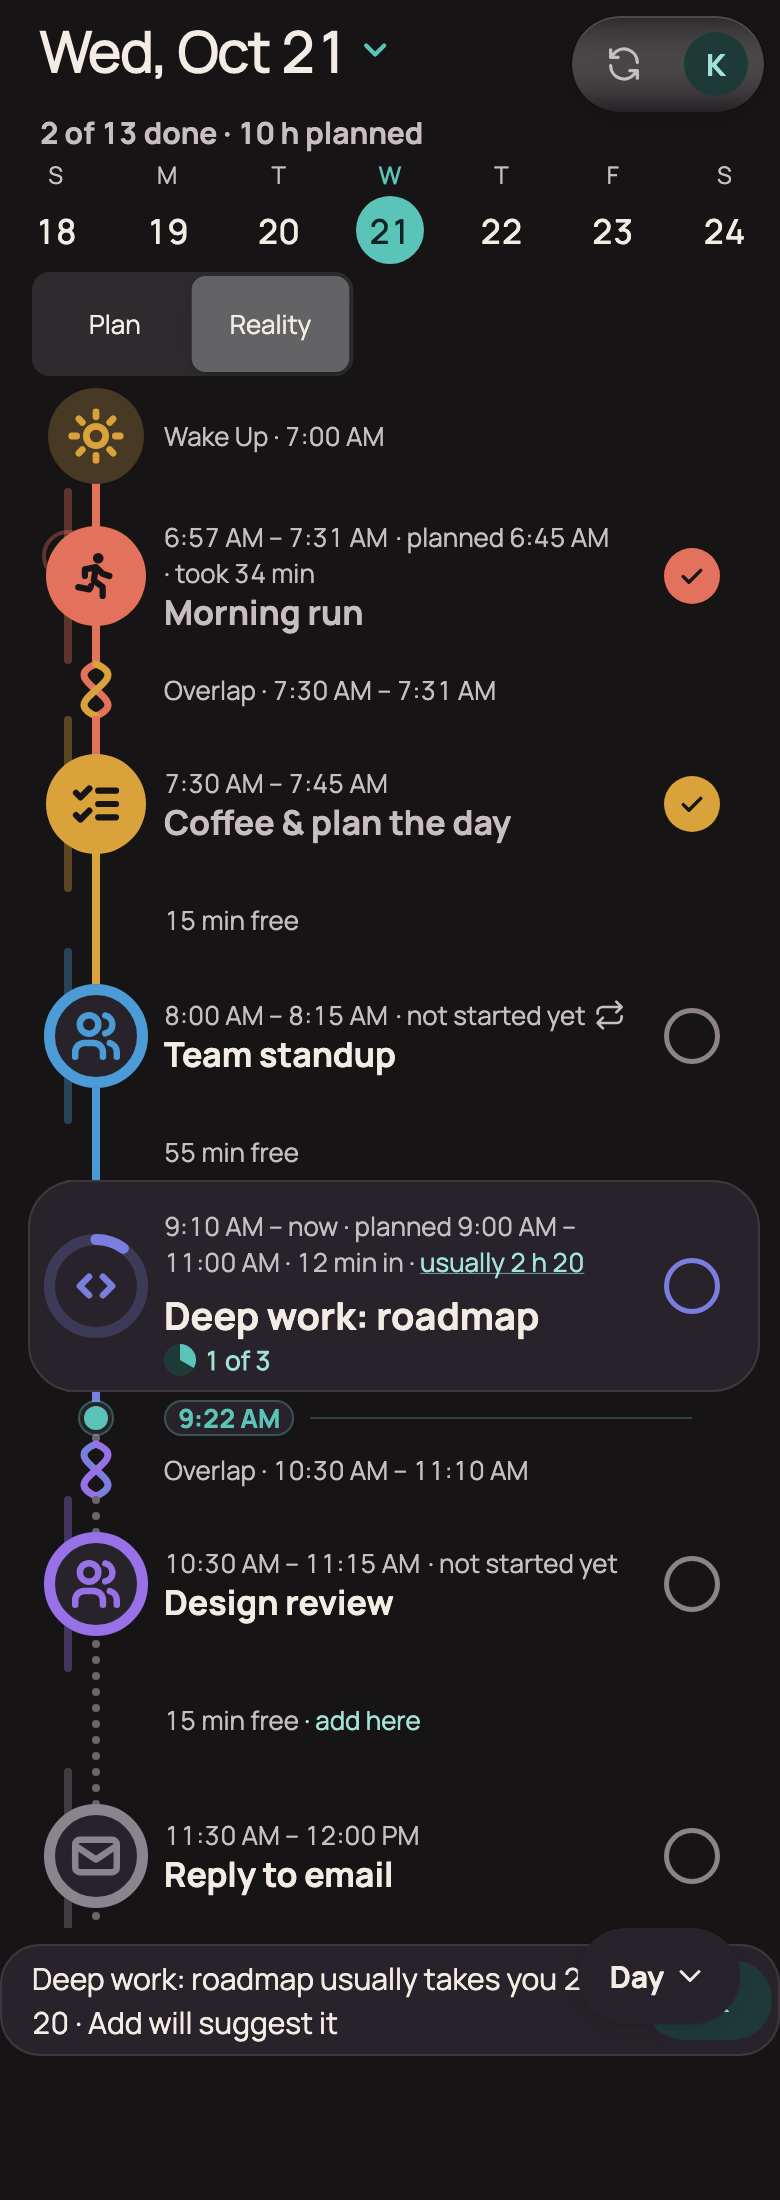 Wed, Oct 21
K
2 of 13 done · 10 h planned
S M T W T F S
18 19 20 21 22 23 24
Plan Reality
Wake Up · 7:00 AM
6:57 AM – 7:31 AM · planned 6:45 AM
· took 34 min
Morning run
Overlap · 7:30 AM – 7:31 AM
7:30 AM – 7:45 AM
Coffee & plan the day
15 min free
8:00 AM – 8:15 AM · not started yet
Team standup
55 min free
9:10 AM – now · planned 9:00 AM –
11:00 AM · 12 min in · usually 2 h 20
Deep work: roadmap
1 of 3
9:22 AM
Overlap · 10:30 AM – 11:10 AM
10:30 AM – 11:15 AM · not started yet
Design review
15 min free · add here
11:30 AM – 12:00 PM
Reply to email
Deep work: roadmap usually takes you 2
20 · Add will suggest it
Day